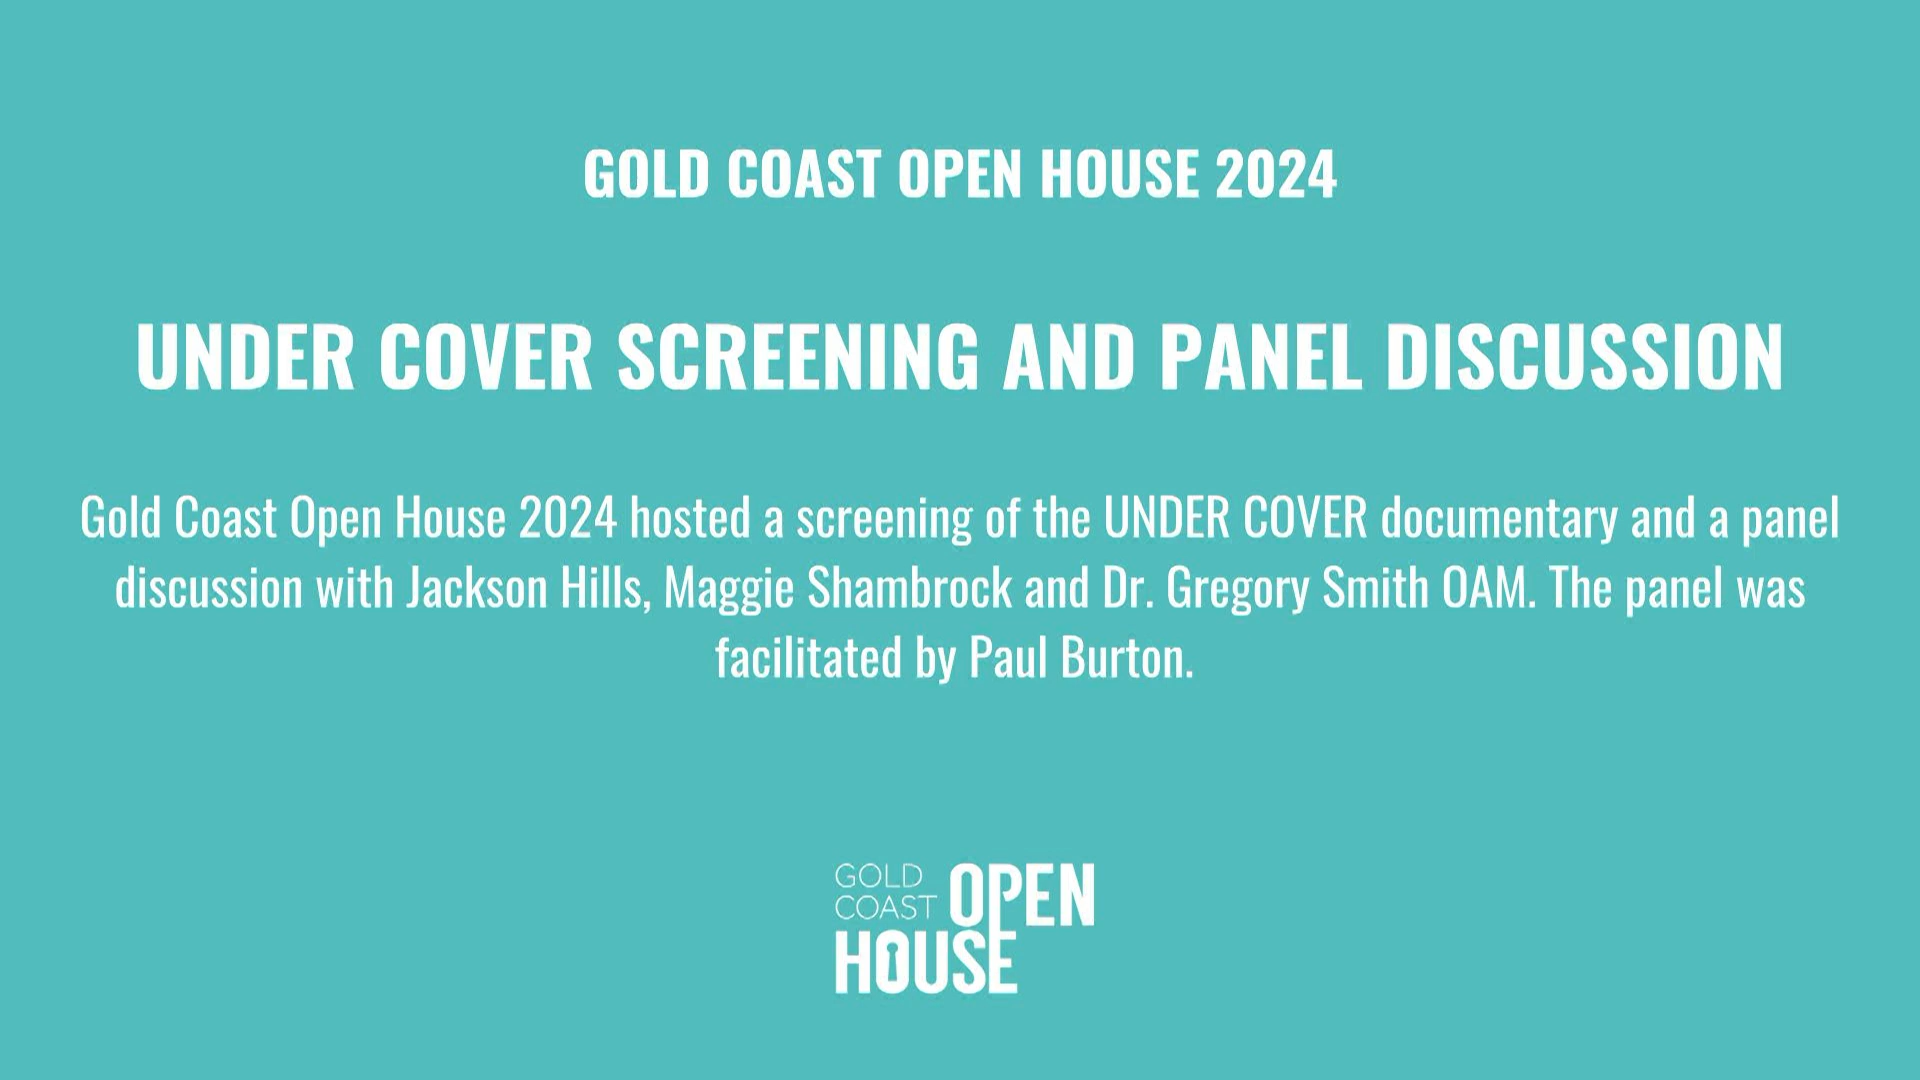 GOLD COAST OPEN HOUSE 2024
UNDER COVER SCREENING AND PANEL DISCUSSION
Gold Coast Open House 2024 hosted a screening of the UNDER COVER documentary and a panel
discussion with Jackson Hills, Maggie Shambrock and Dr. Gregory Smith OAM. The panel was
facilitated by Paul Burton.
GOLD
COAST OPEN
HOUSE